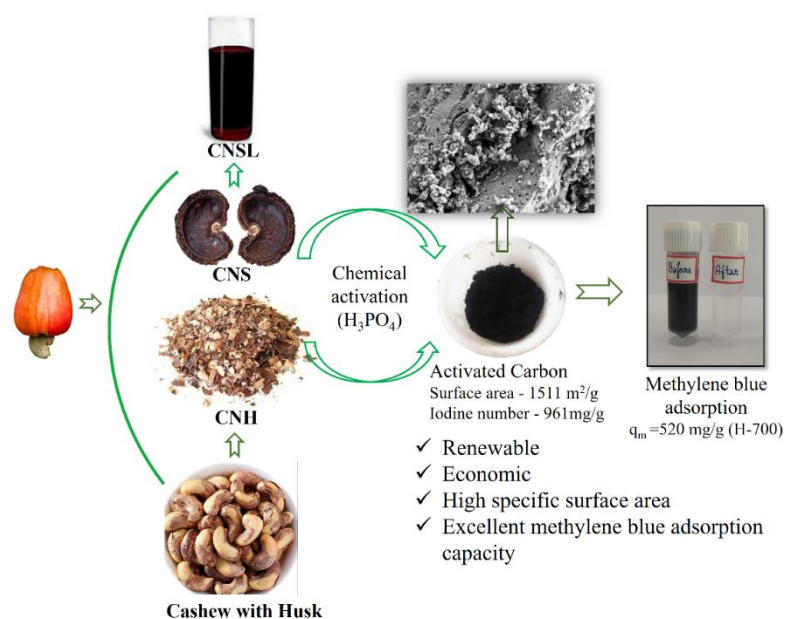 CNSL
CNS
CNH
Cashew with Husk
Chemical
activation
(H₃PO₄)
Activated Carbon
Surface area - 1511 m²/g
Iodine number - 961mg/g
✓ Renewable
✓ Economic
✓ High specific surface area
✓ Excellent methylene blue adsorption
capacity
Before
After
Methylene blue
adsorption
qₘ =520 mg/g (H-700)